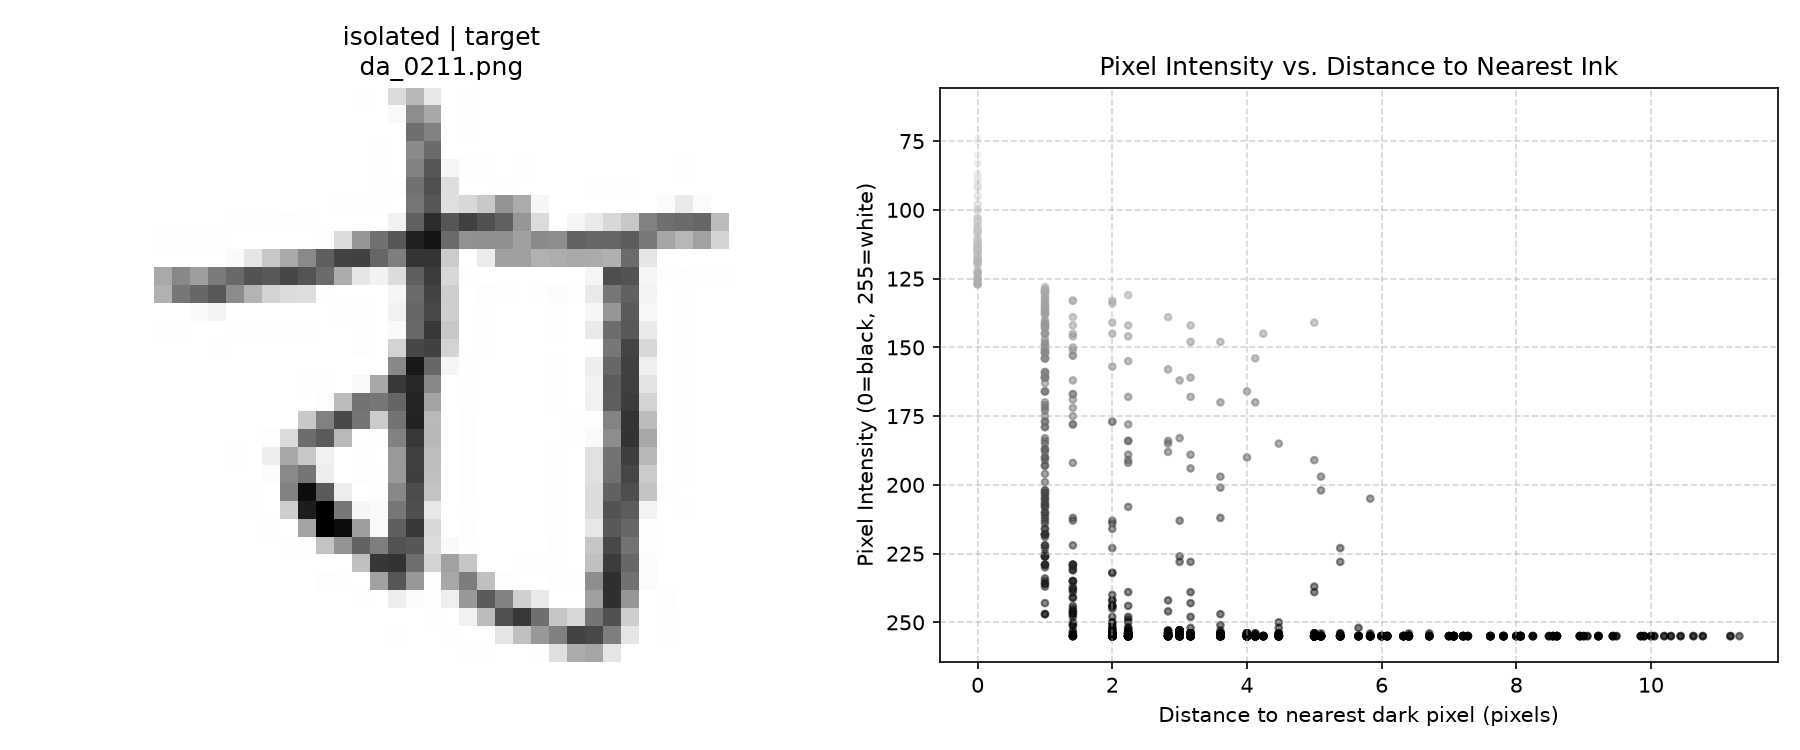 isolated | target
da_0211.png
Pixel Intensity vs. Distance to Nearest Ink
Pixel Intensity (0=black, 255=white)
75
100
125
150
175
200
225
250
0 2 4 6 8 10
Distance to nearest dark pixel (pixels)